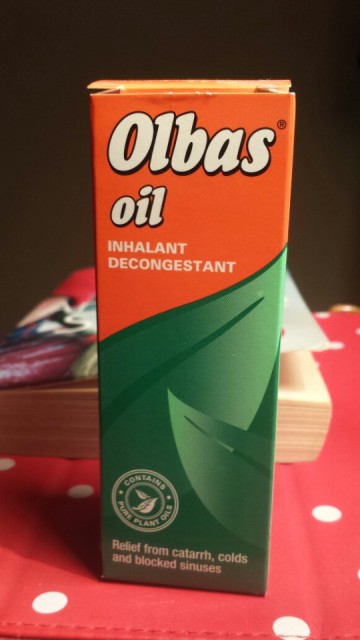 Olbas®
oil
INHALANT
DECONGESTANT
CONTAINS
PURE PLANT OILS
Relief from catarrh, colds
and blocked sinuses